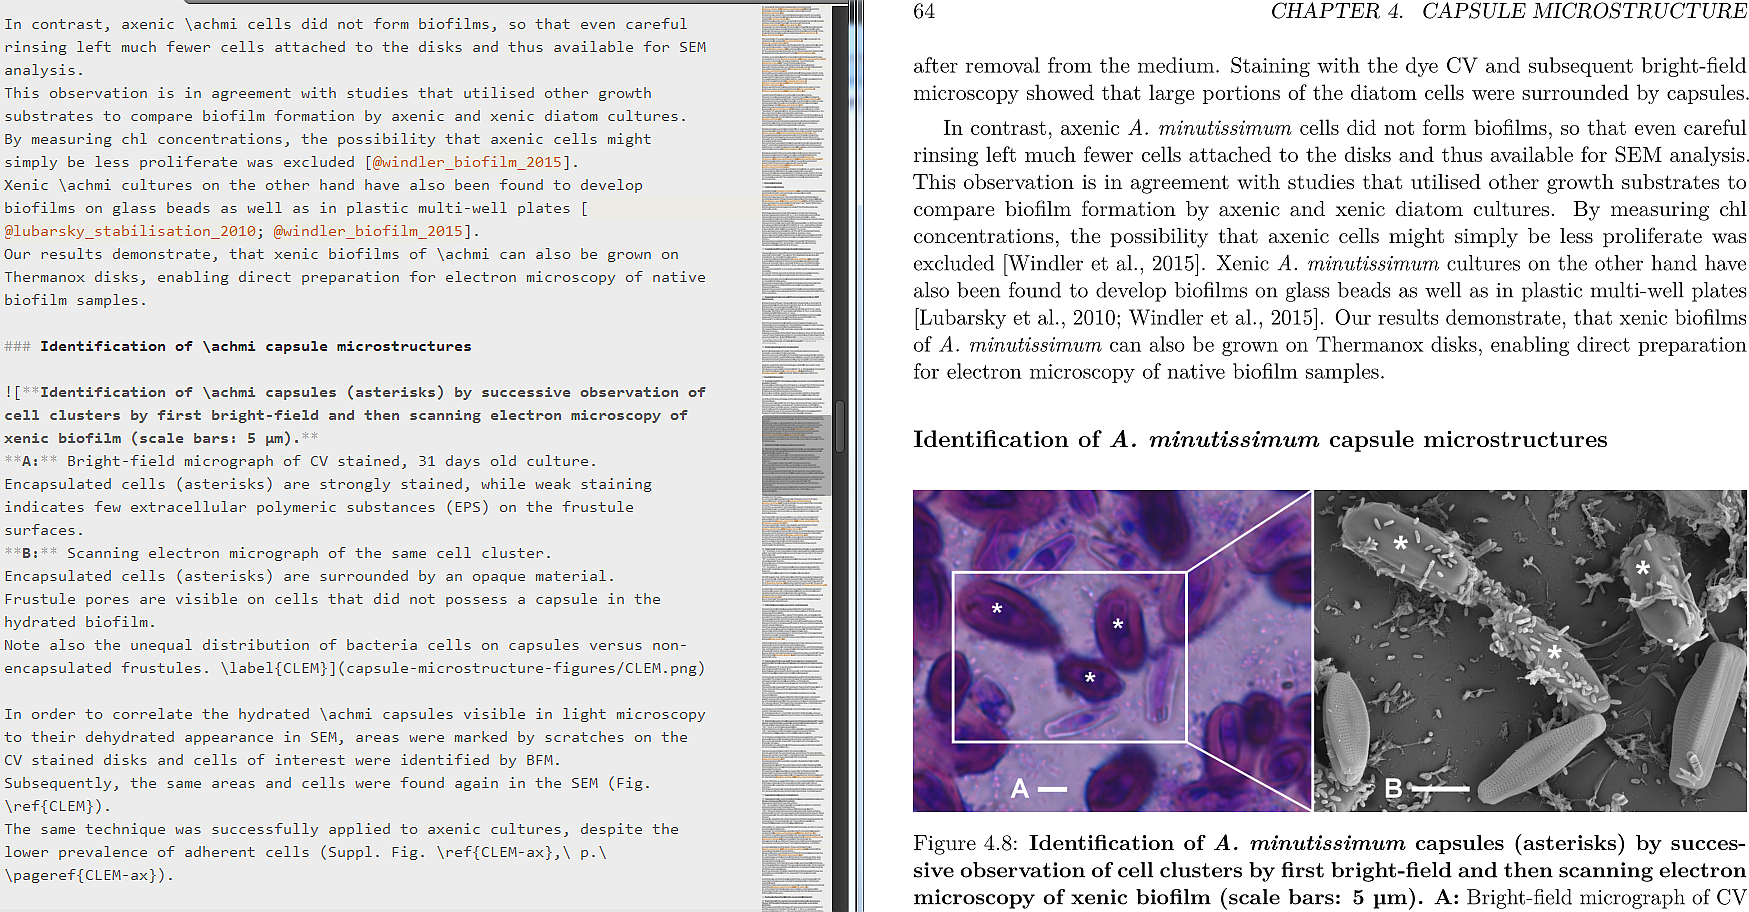 In contrast, axenic \achmi cells did not form biofilms, so that even careful
rinsing left much fewer cells attached to the disks and thus available for SEM
analysis.
This observation is in agreement with studies that utilised other growth
substrates to compare biofilm formation by axenic and xenic diatom cultures.
By measuring chl concentrations, the possibility that axenic cells might
simply be less proliferate was excluded [@windler_biofilm_2015].
Xenic \achmi cultures on the other hand have also been found to develop
biofilms on glass beads as well as in plastic multi-well plates [
@lubarsky_stabilisation_2010; @windler_biofilm_2015].
Our results demonstrate, that xenic biofilms of \achmi can also be grown on
Thermanox disks, enabling direct preparation for electron microscopy of native
biofilm samples.
### Identification of \achmi capsule microstructures
![**Identification of \achmi capsules (asterisks) by successive observation of
cell clusters by first bright-field and then scanning electron microscopy of
xenic biofilm (scale bars: 5 µm).**
**A:** Bright-field micrograph of CV stained, 31 days old culture.
Encapsulated cells (asterisks) are strongly stained, while weak staining
indicates few extracellular polymeric substances (EPS) on the frustule
surfaces.
**B:** Scanning electron micrograph of the same cell cluster.
Encapsulated cells (asterisks) are surrounded by an opaque material.
Frustule pores are visible on cells that did not possess a capsule in the
hydrated biofilm.
Note also the unequal distribution of bacteria cells on capsules versus non-
encapsulated frustules. \label{CLEM}](capsule-microstructure-figures/CLEM.png)
In order to correlate the hydrated \achmi capsules visible in light microscopy
to their dehydrated appearance in SEM, areas were marked by scratches on the
CV stained disks and cells of interest were identified by BFM.
Subsequently, the same areas and cells were found again in the SEM (Fig.
\ref{CLEM}).
The same technique was successfully applied to axenic cultures, despite the
lower prevalence of adherent cells (Suppl. Fig. \ref{CLEM-ax},\ p.\
\pageref{CLEM-ax}).
64 CHAPTER 4. CAPSULE MICROSTRUCTURE
after removal from the medium. Staining with the dye CV and subsequent bright-field
microscopy showed that large portions of the diatom cells were surrounded by capsules.
In contrast, axenic A. minutissimum cells did not form biofilms, so that even careful
rinsing left much fewer cells attached to the disks and thus available for SEM analysis.
This observation is in agreement with studies that utilised other growth substrates to
compare biofilm formation by axenic and xenic diatom cultures. By measuring chl
concentrations, the possibility that axenic cells might simply be less proliferate was
excluded [Windler et al., 2015]. Xenic A. minutissimum cultures on the other hand have
also been found to develop biofilms on glass beads as well as in plastic multi-well plates
[Lubarsky et al., 2010; Windler et al., 2015]. Our results demonstrate, that xenic biofilms
of A. minutissimum can also be grown on Thermanox disks, enabling direct preparation
for electron microscopy of native biofilm samples.
Identification of A. minutissimum capsule microstructures
* * *
A
* * *
B
Figure 4.8: Identification of A. minutissimum capsules (asterisks) by succes-
sive observation of cell clusters by first bright-field and then scanning electron
microscopy of xenic biofilm (scale bars: 5 µm). A: Bright-field micrograph of CV